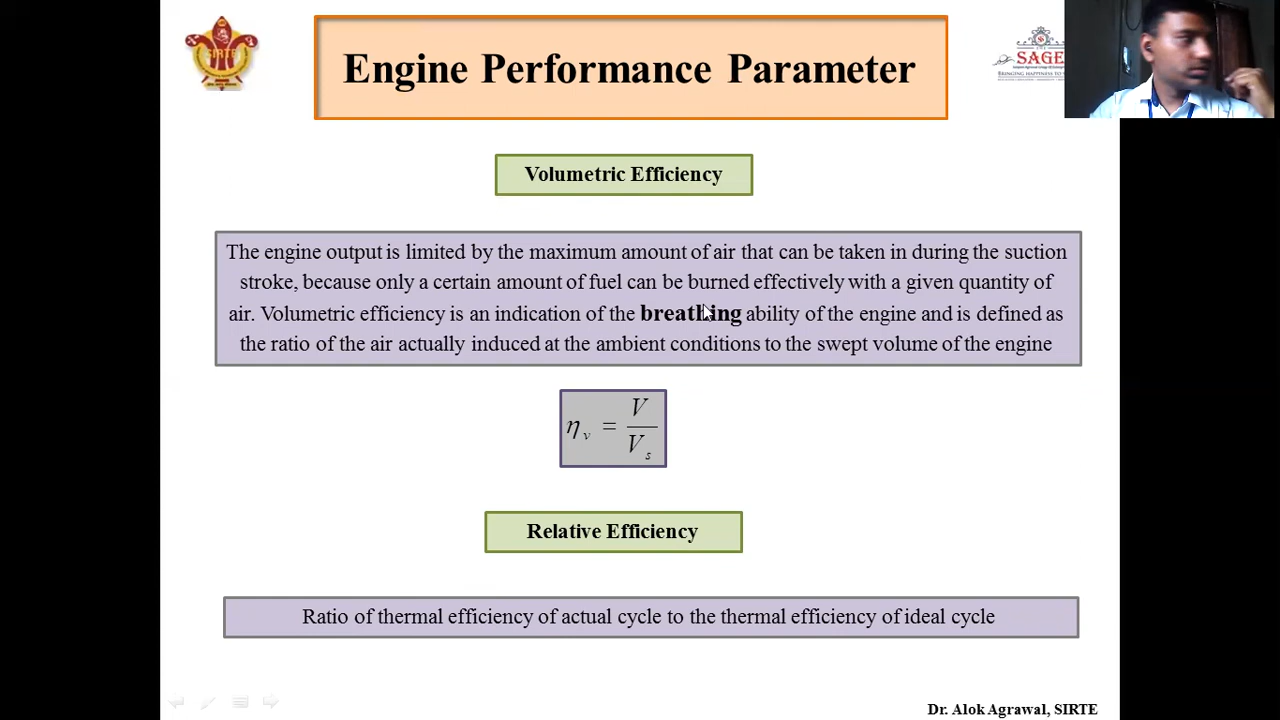 SIRTE
Engine Performance Parameter
SAGE
Volumetric Efficiency
The engine output is limited by the maximum amount of air that can be taken in during the suction
stroke, because only a certain amount of fuel can be burned effectively with a given quantity of
air. Volumetric efficiency is an indication of the breathing ability of the engine and is defined as
the ratio of the air actually induced at the ambient conditions to the swept volume of the engine
η_v = V / V_s
Relative Efficiency
Ratio of thermal efficiency of actual cycle to the thermal efficiency of ideal cycle
Dr. Alok Agrawal, SIRTE